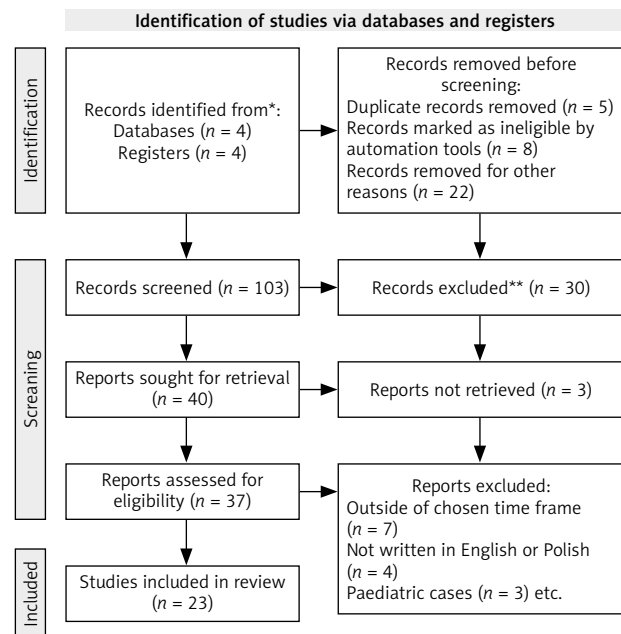 Identification of studies via databases and registers
Identification
Records identified from*:
Databases (n = 4)
Registers (n = 4)
Records removed before
screening:
Duplicate records removed (n = 5)
Records marked as ineligible by
automation tools (n = 8)
Records removed for other
reasons (n = 22)
Screaning
Records screened (n = 103)
Records excluded** (n = 30)
Reports sought for retrieval
(n = 40)
Reports not retrieved (n = 3)
Reports assessed for
eligibility (n = 37)
Reports excluded:
Outside of chosen time frame
(n = 7)
Not written in English or Polish
(n = 4)
Paediatric cases (n = 3) etc.
Included
Studies included in review
(n = 23)